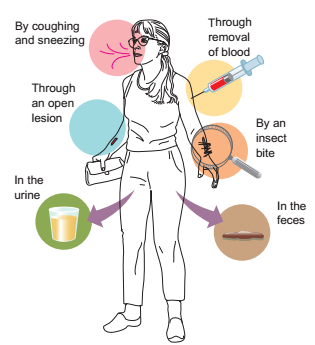 By coughing
and sneezing
Through
removal
of blood
Through
an open
lesion
By an
insect
bite
In the
urine
In the
feces